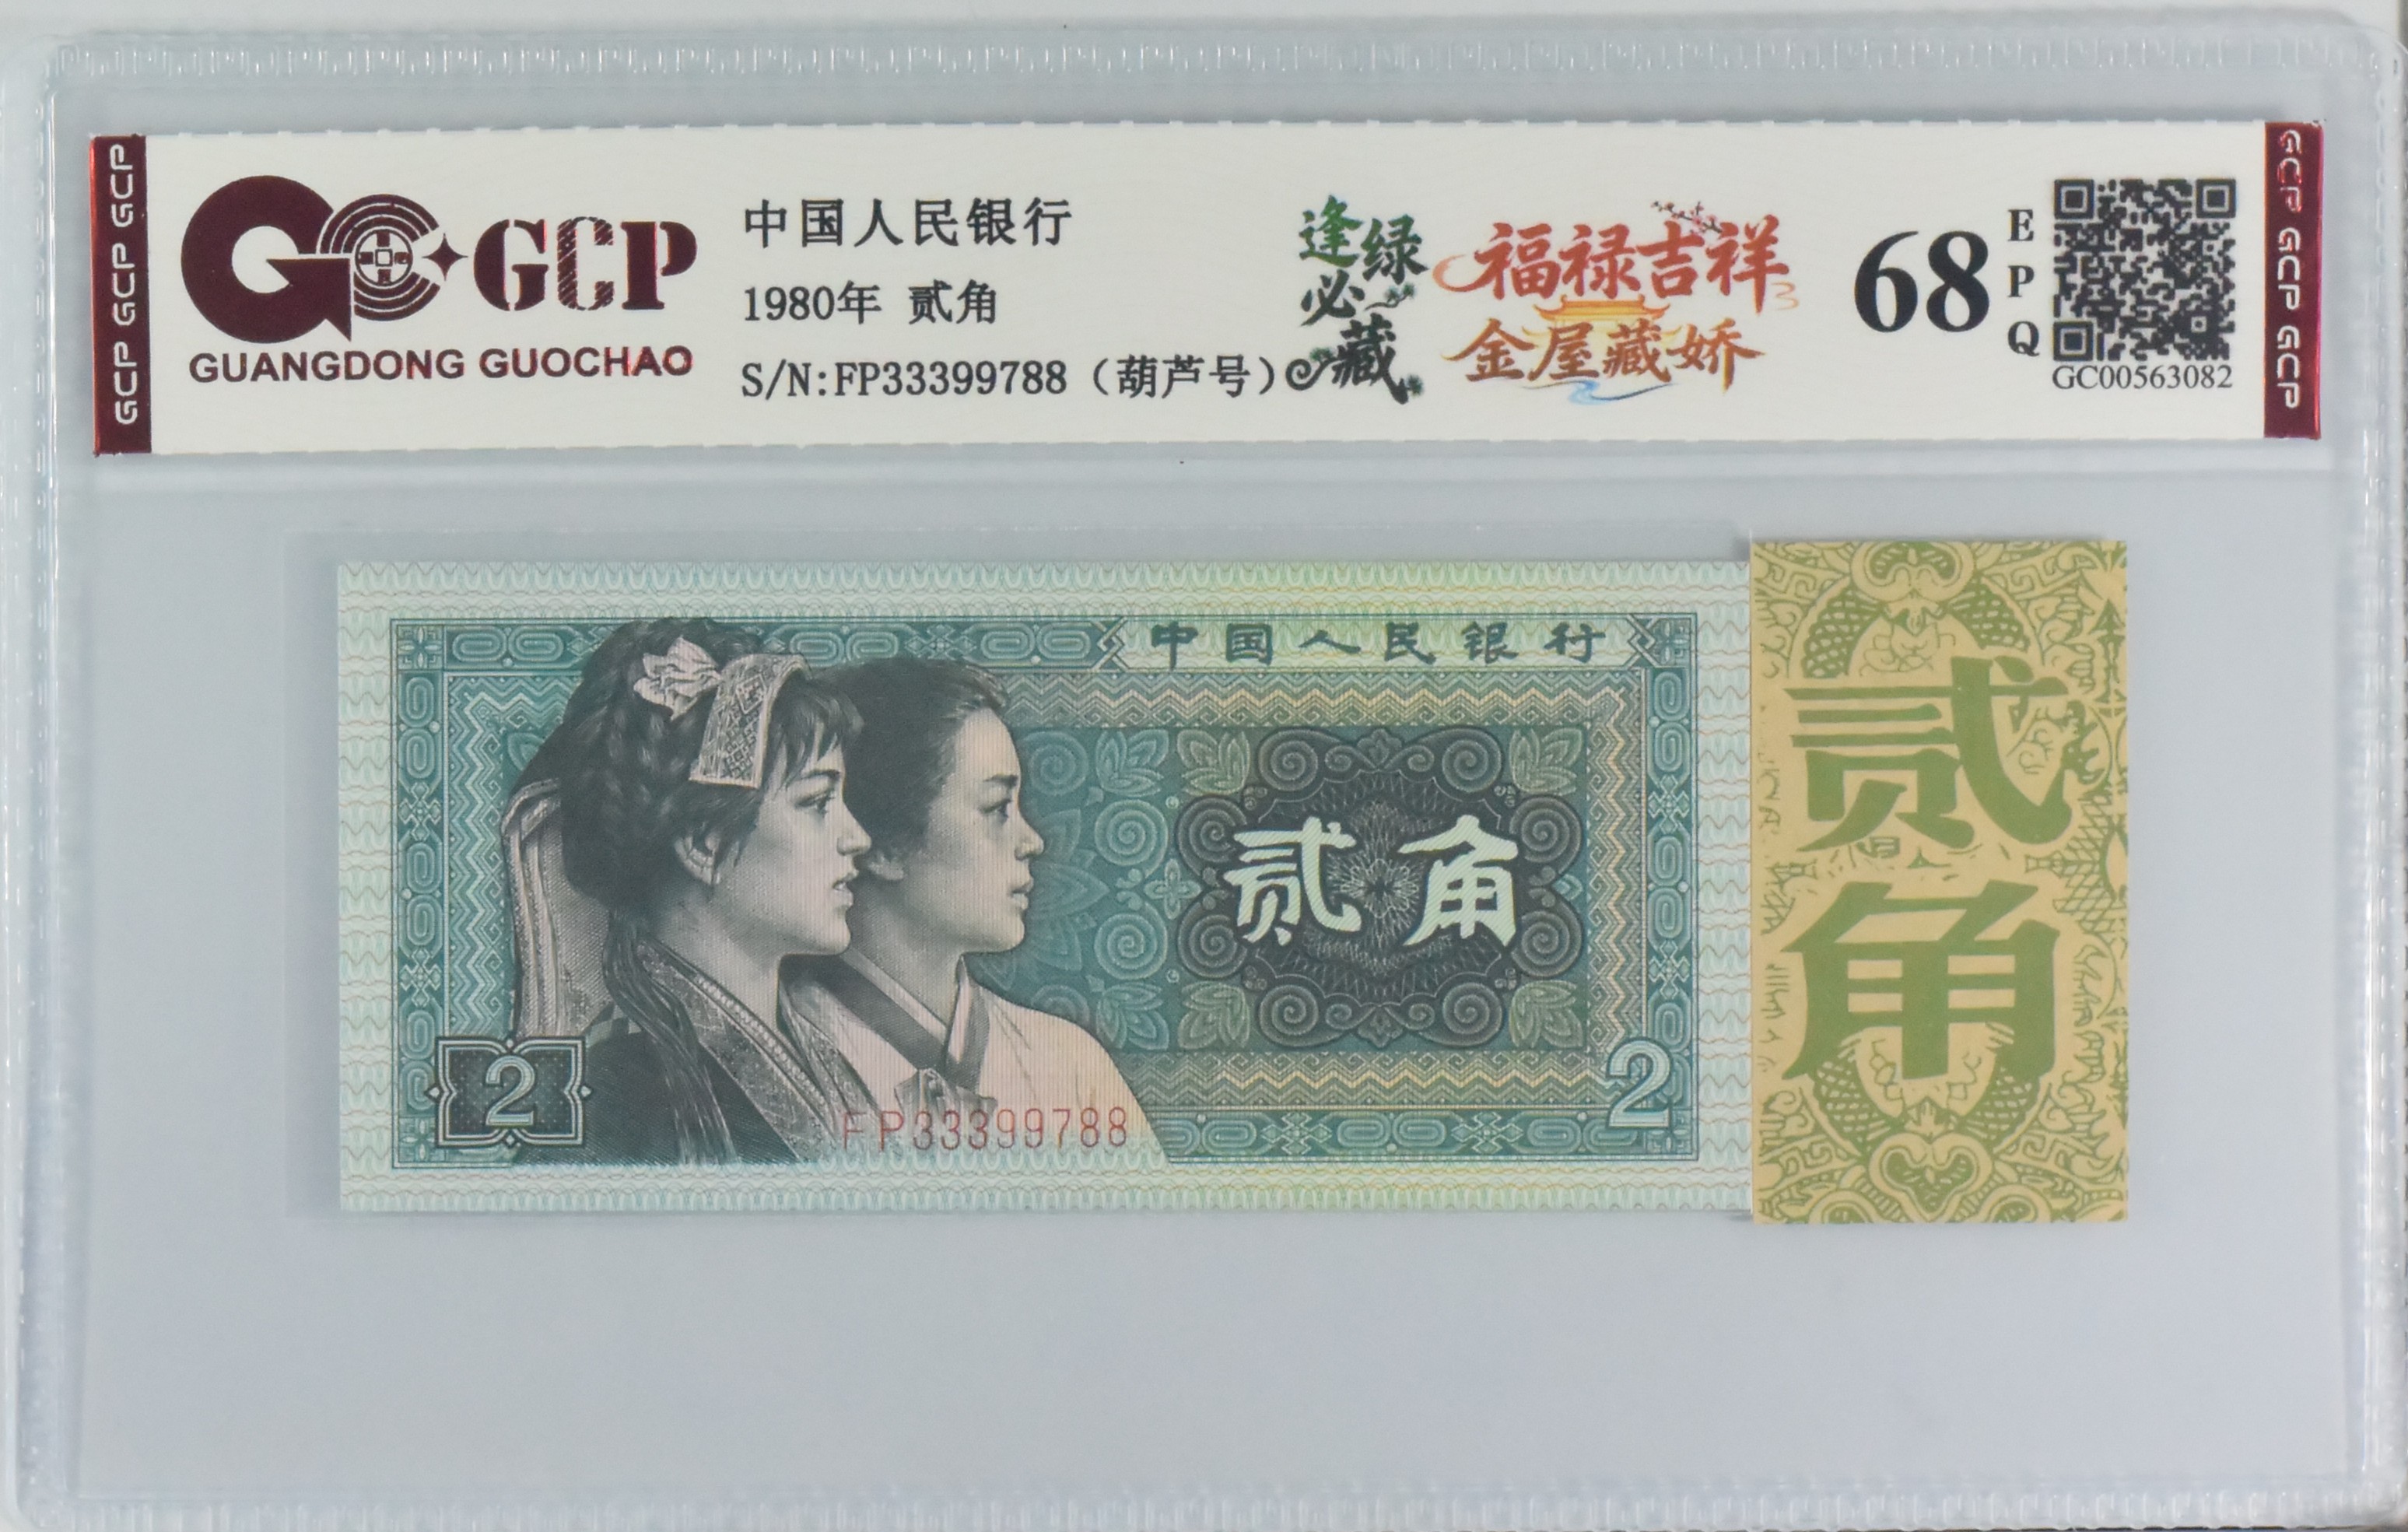 GCP GCP GCP
GCP
GUANGDONG GUOCHAO
中国人民银行
1980年 贰角
S/N:FP33399788（葫芦号）
逢绿
必藏
福禄吉祥
金屋藏娇
68
EPQ
GC00563082
GCP GCP GCP
中国人民银行
贰角
2
2
FP33399788
贰角